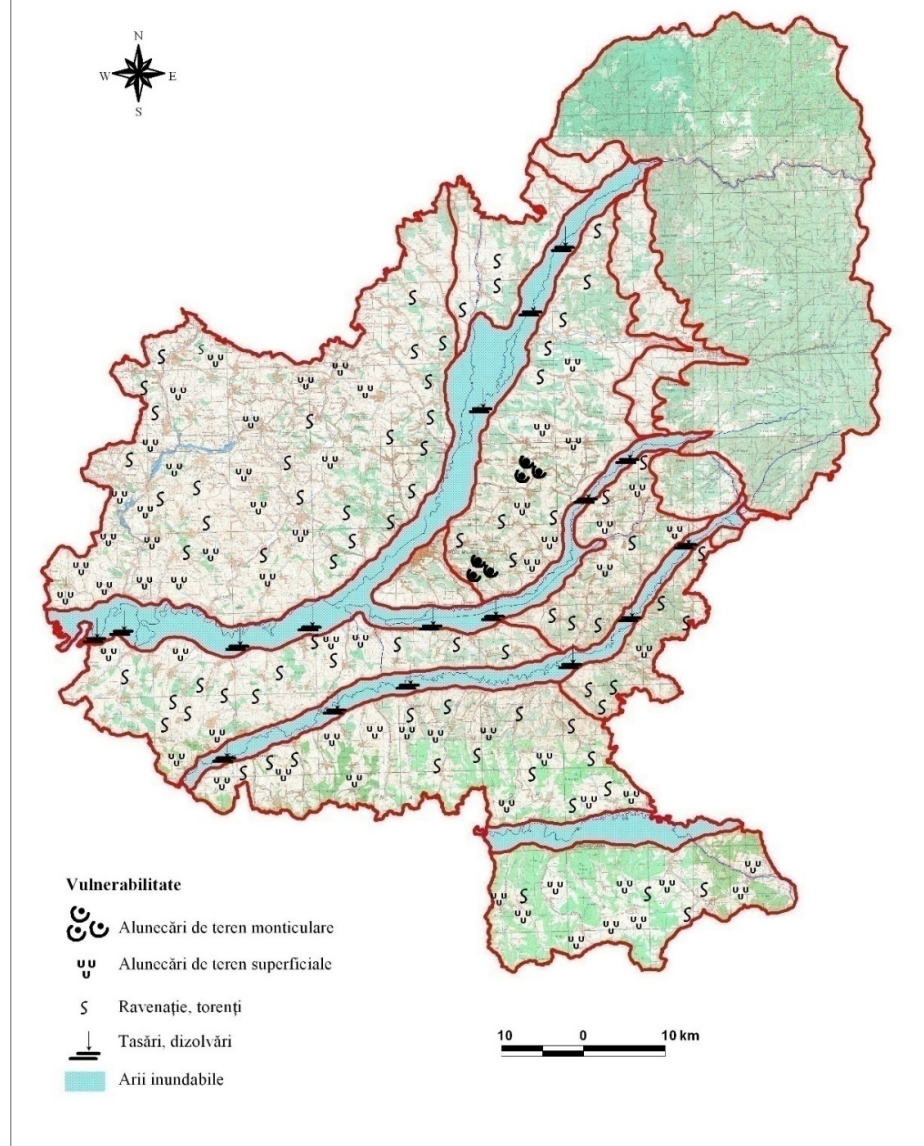 N
W E
S
Vulnerabilitate
Alunecări de teren monticulare
Alunecări de teren superficiale
Ravenație, torenți
Tasări, dizolvări
Arii inundabile
10 0 10 km